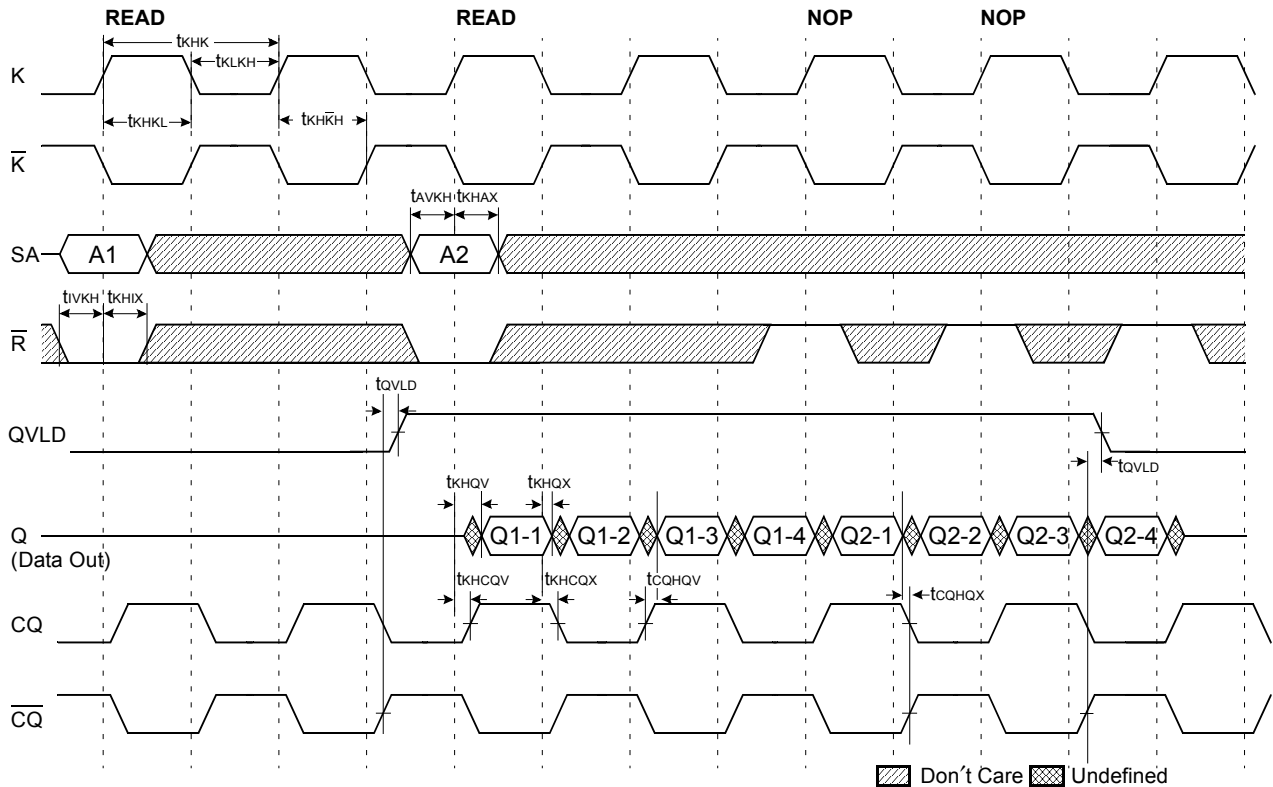 READ READ NOP NOP
tKHK
K
tKLKH
tKHKL tKHK̅H
K̅
tAVKH tKHAX
SA A1 A2
tIVKH tKHIX
R̅
tQVLD
QVLD
tQVLD
tKHQV tKHQX
Q Q1-1 Q1-2 Q1-3 Q1-4 Q2-1 Q2-2 Q2-3 Q2-4
(Data Out)
tKHCQV tKHCQX tCQHQV
tCQHQX
CQ
C̅Q̅
Don′t Care Undefined